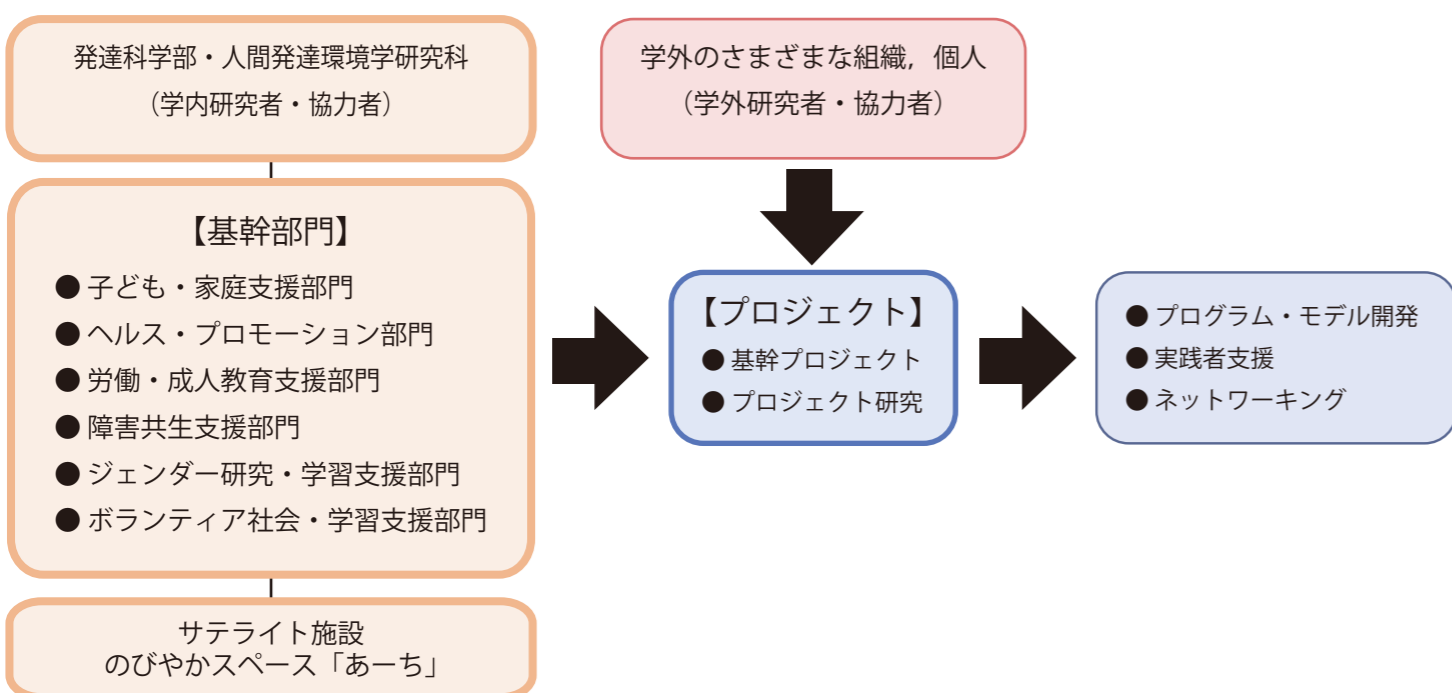 発達科学部・人間発達環境学研究科
（学内研究者・協力者）
学外のさまざまな組織，個人
（学外研究者・協力者）
【基幹部門】
● 子ども・家庭支援部門
● ヘルス・プロモーション部門
● 労働・成人教育支援部門
● 障害共生支援部門
● ジェンダー研究・学習支援部門
● ボランティア社会・学習支援部門
【プロジェクト】
● 基幹プロジェクト
● プロジェクト研究
● プログラム・モデル開発
● 実践者支援
● ネットワーキング
サテライト施設
のびやかスペース「あーち」